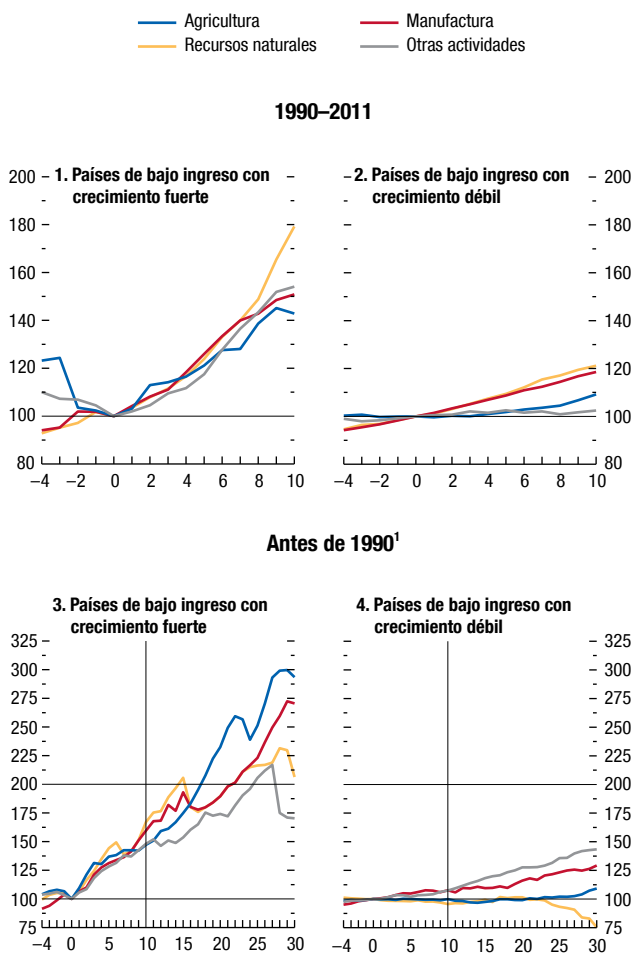 Agricultura
Manufactura
Recursos naturales
Otras actividades
1990–2011
1. Países de bajo ingreso con
crecimiento fuerte
2. Países de bajo ingreso con
crecimiento débil
200
180
160
140
120
100
80
–4 –2 0 2 4 6 8 10
200
180
160
140
120
100
80
–4 –2 0 2 4 6 8 10
Antes de 1990¹
3. Países de bajo ingreso con
crecimiento fuerte
4. Países de bajo ingreso con
crecimiento débil
325
300
275
250
225
200
175
150
125
100
75
–4 0 5 10 15 20 25 30
325
300
275
250
225
200
175
150
125
100
75
–4 0 5 10 15 20 25 30